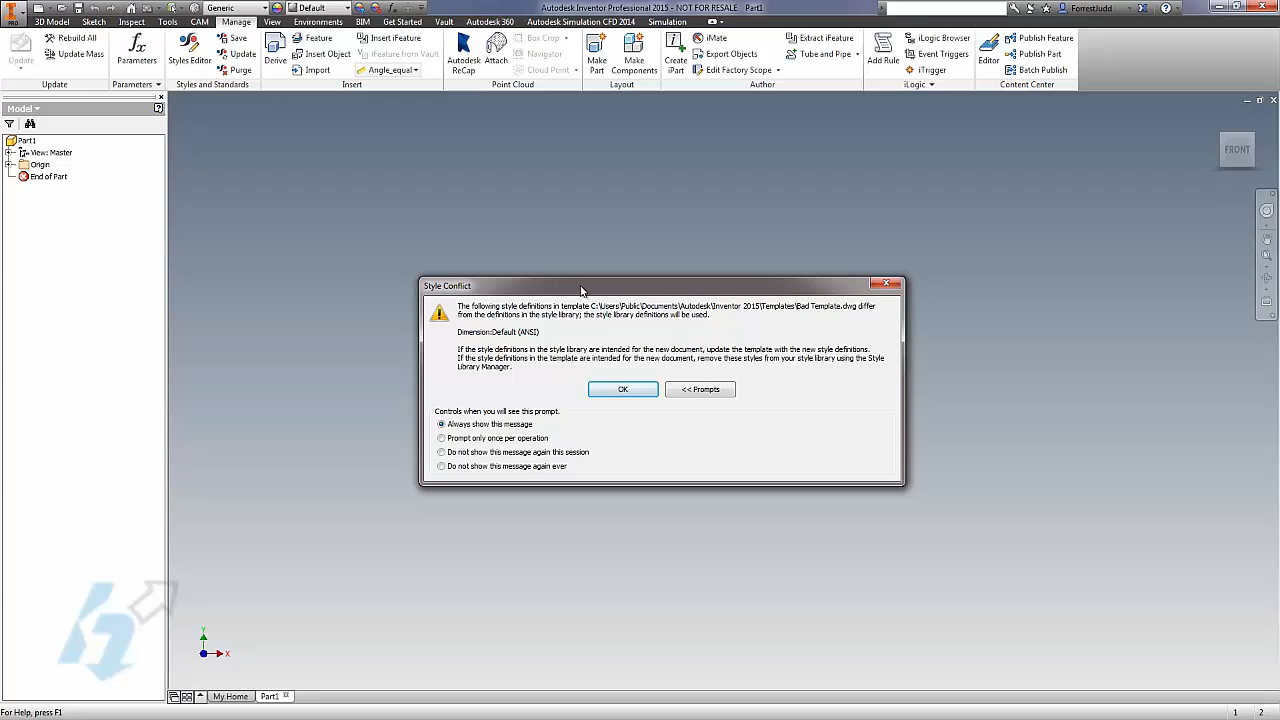 PRO
Generic
Default
Autodesk Inventor Professional 2015 - NOT FOR RESALE Part1
ForrestJudd
3D Model Sketch Inspect Tools CAM Manage View Environments BIM Get Started Vault Autodesk 360 Autodesk Simulation CFD 2014 Simulation
Update
Rebuild All
Update Mass
Update
fx
Parameters
Parameters
Styles Editor
Save
Update
Purge
Styles and Standards
Derive
Feature
Insert Object
Import
Insert iFeature
iFeature from Vault
Angle_equal
Insert
Autodesk
ReCap
Attach
Box Crop
Navigator
Cloud Point
Point Cloud
Make
Part
Make
Components
Layout
Create
iPart
iMate
Export Objects
Edit Factory Scope
Extract iFeature
Tube and Pipe
Author
Add Rule
iLogic Browser
Event Triggers
iTrigger
iLogic
Editor
Publish Feature
Publish Part
Batch Publish
Content Center
Model
Part1
View: Master
Origin
End of Part
FRONT
Style Conflict
The following style definitions in template C:\Users\Public\Documents\Autodesk\Inventor 2015\Templates\Bad Template.dwg differ
from the definitions in the style library; the style library definitions will be used.
Dimension:Default (ANSI)
If the style definitions in the style library are intended for the new document, update the template with the new style definitions.
If the style definitions in the template are intended for the new document, remove these styles from your style library using the Style
Library Manager.
OK
<< Prompts
Controls when you will see this prompt.
Always show this message
Prompt only once per operation
Do not show this message again this session
Do not show this message again ever
Y
X
My Home
Part1
For Help, press F1
1 2